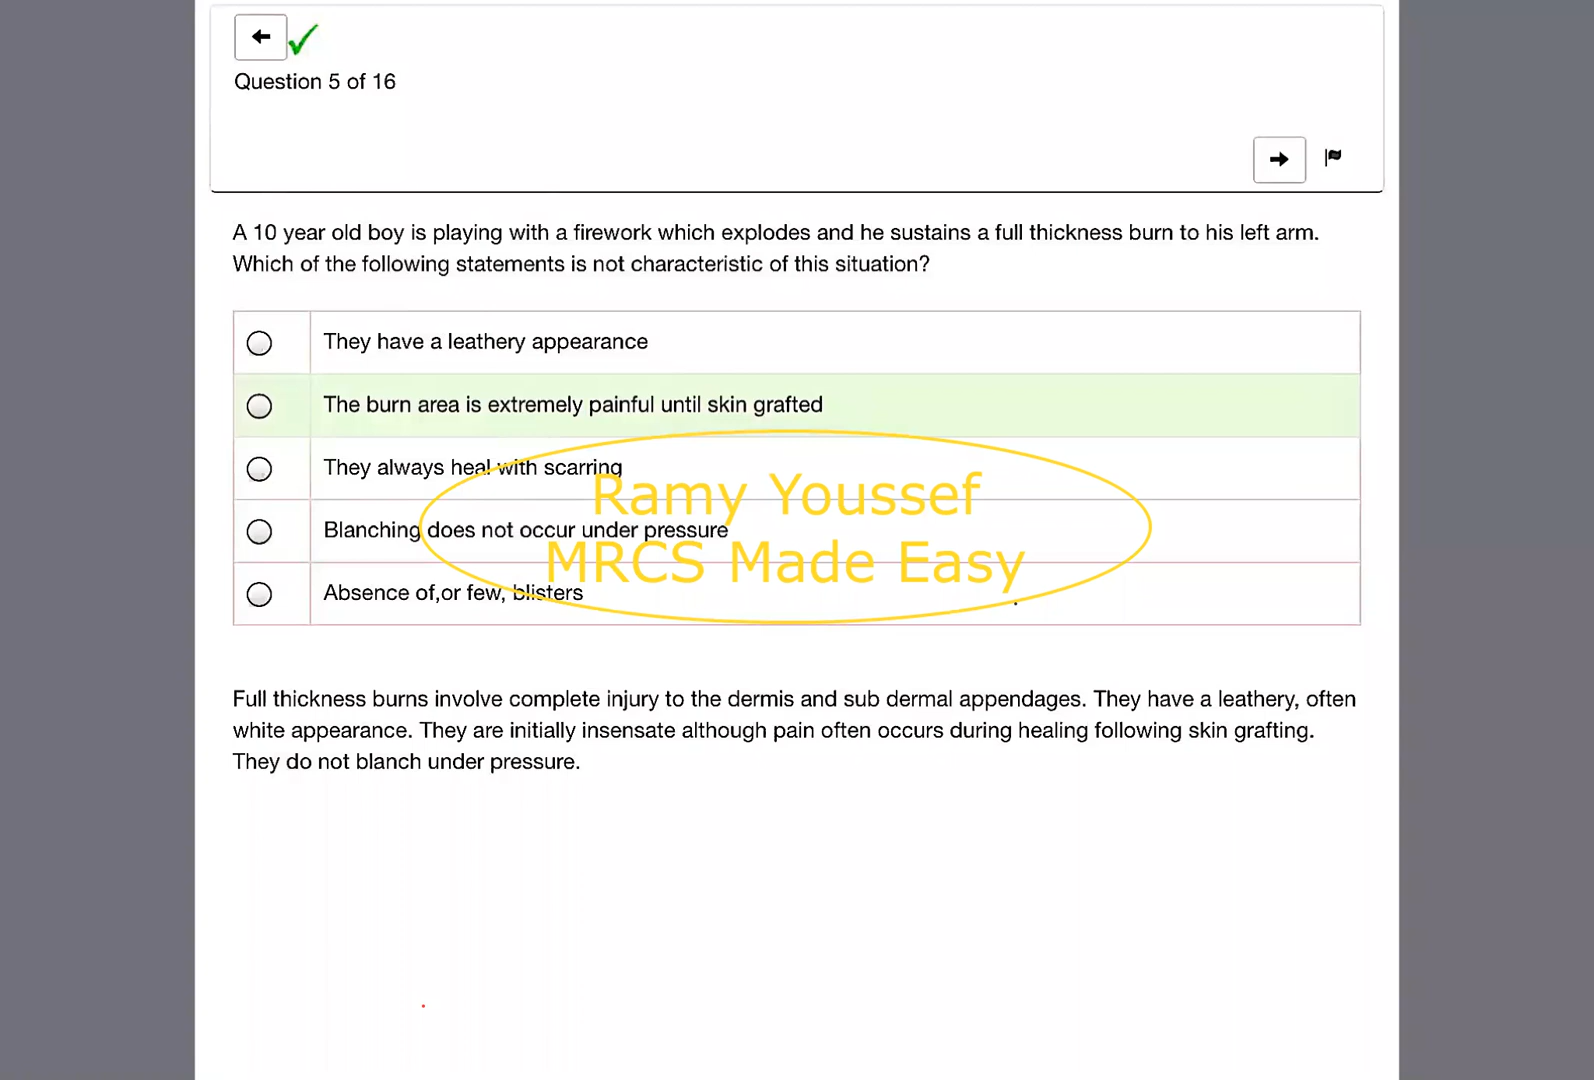 Question 5 of 16
A 10 year old boy is playing with a firework which explodes and he sustains a full thickness burn to his left arm.
Which of the following statements is not characteristic of this situation?
They have a leathery appearance
The burn area is extremely painful until skin grafted
They always heal with scarring
Ramy Youssef
Blanching does not occur under pressure
MRCS Made Easy
Absence of,or few, blisters
Full thickness burns involve complete injury to the dermis and sub dermal appendages. They have a leathery, often
white appearance. They are initially insensate although pain often occurs during healing following skin grafting.
They do not blanch under pressure.